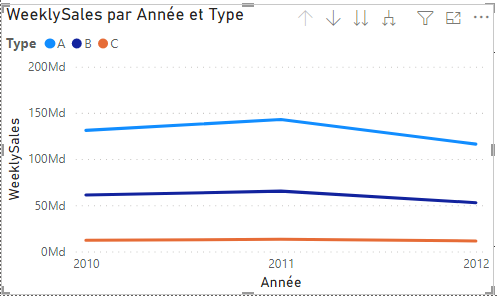 WeeklySales par Année et Type
Type A B C
200Md
150Md
100Md
50Md
0Md
WeeklySales
2010 2011 2012
Année